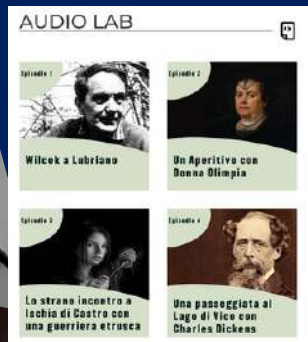 AUDIO LAB
Episodio 1
Wilcok a Lubriano
Episodio 2
Un Aperitivo con
Donna Olimpia
Episodio 3
Lo strano incontro a
Ischia di Castro con
una guerriera etrusca
Episodio 4
Una passeggiata al
Lago di Vico con
Charles Dickens